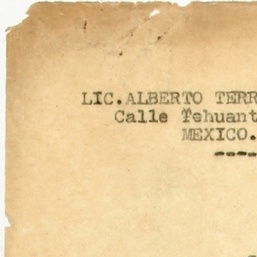 LIC.ALBERTO TERR
Calle Tehuant
MEXICO.
----